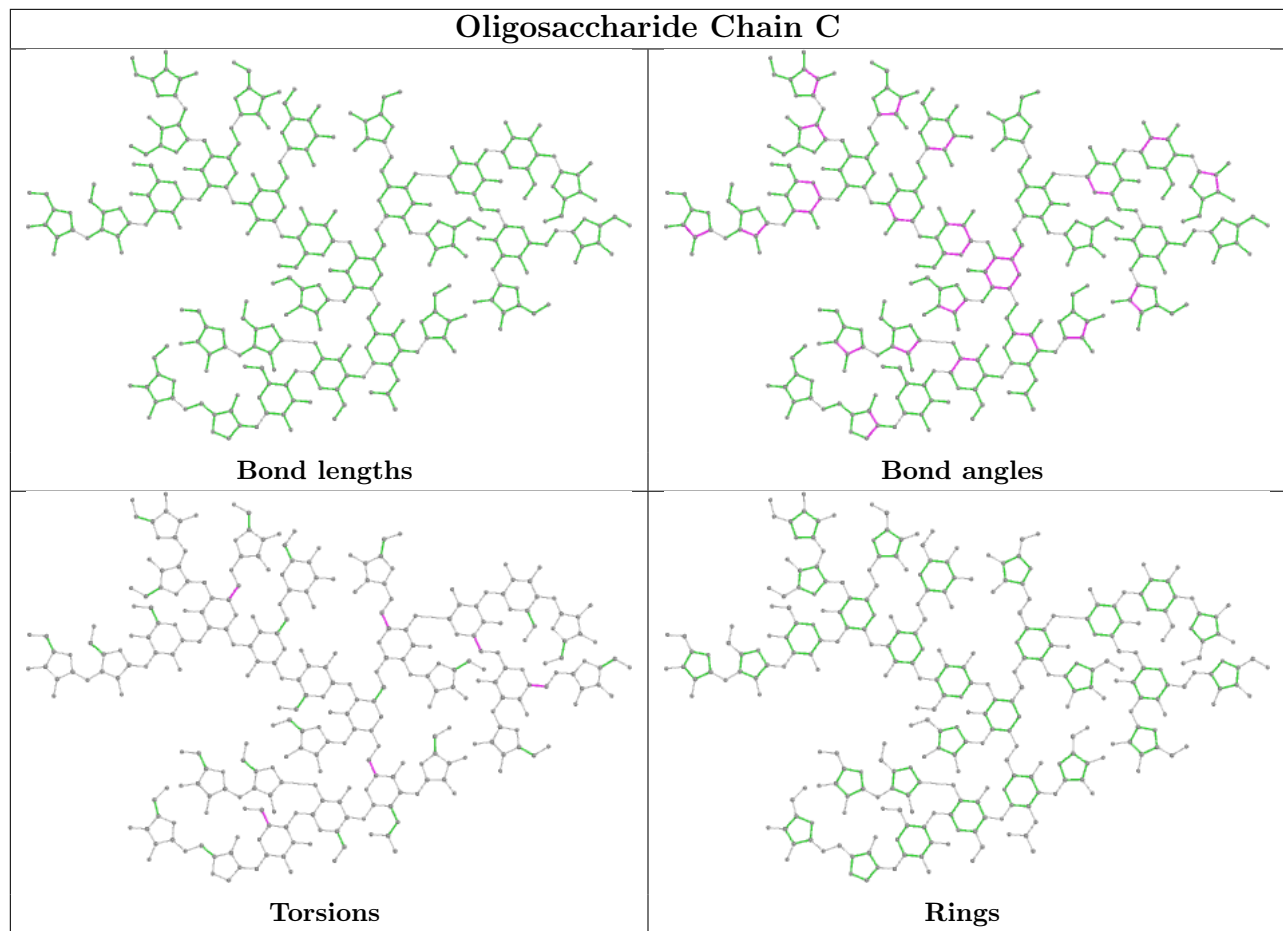 Oligosaccharide Chain C
Bond lengths
Bond angles
Torsions
Rings